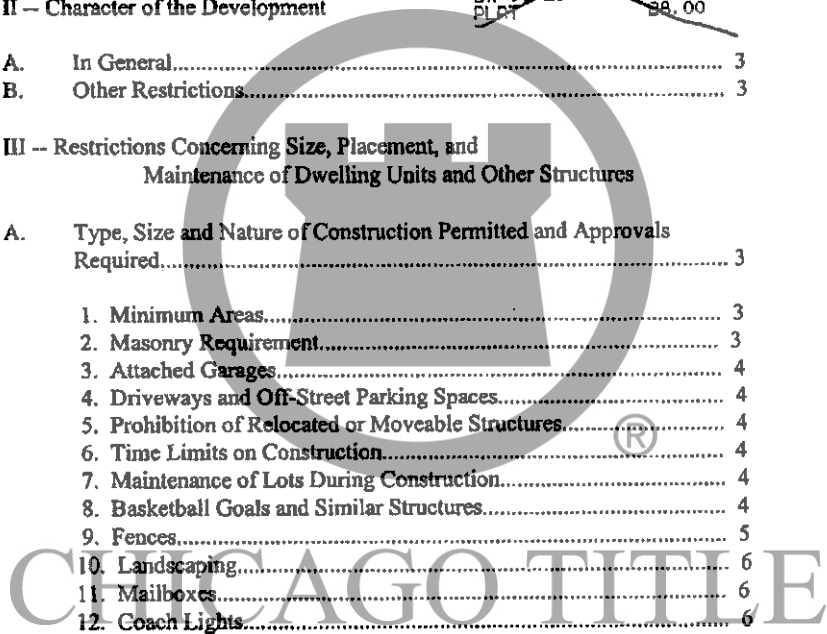 II -- Character of the Development
PLAT 38.00
A. In General 3
B. Other Restrictions 3
III -- Restrictions Concerning Size, Placement, and
Maintenance of Dwelling Units and Other Structures
A. Type, Size and Nature of Construction Permitted and Approvals
Required 3
1. Minimum Areas 3
2. Masonry Requirement 3
3. Attached Garages 4
4. Driveways and Off-Street Parking Spaces 4
5. Prohibition of Relocated or Moveable Structures 4
®
6. Time Limits on Construction 4
7. Maintenance of Lots During Construction 4
8. Basketball Goals and Similar Structures 4
9. Fences 5
10. Landscaping 6
11. Mailboxes 6
12. Coach Lights 6
CHICAGO TITLE